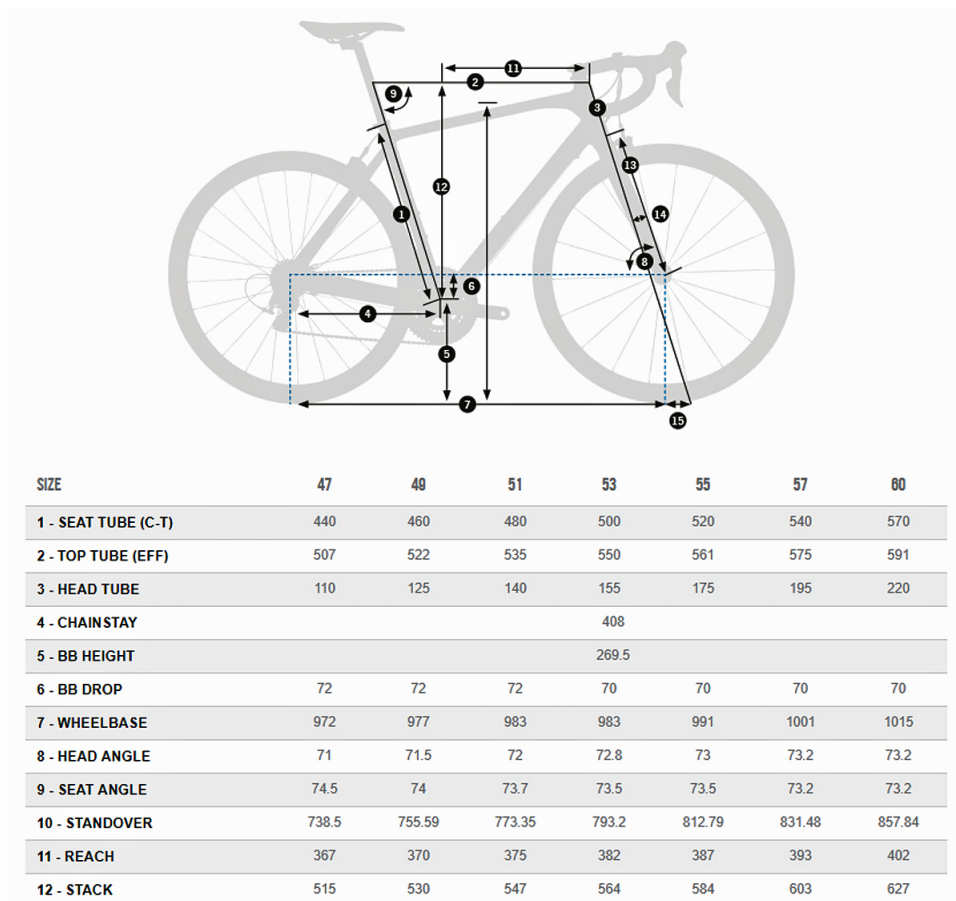 11
2
9
3
13
12
1
14
8
6
4
5
7
15
SIZE 47 49 51 53 55 57 60
1 - SEAT TUBE (C-T) 440 460 480 500 520 540 570
2 - TOP TUBE (EFF) 507 522 535 550 561 575 591
3 - HEAD TUBE 110 125 140 155 175 195 220
4 - CHAINSTAY 408
5 - BB HEIGHT 269.5
6 - BB DROP 72 72 72 70 70 70 70
7 - WHEELBASE 972 977 983 983 991 1001 1015
8 - HEAD ANGLE 71 71.5 72 72.8 73 73.2 73.2
9 - SEAT ANGLE 74.5 74 73.7 73.5 73.5 73.2 73.2
10 - STANDOVER 738.5 755.59 773.35 793.2 812.79 831.48 857.84
11 - REACH 367 370 375 382 387 393 402
12 - STACK 515 530 547 564 584 603 627